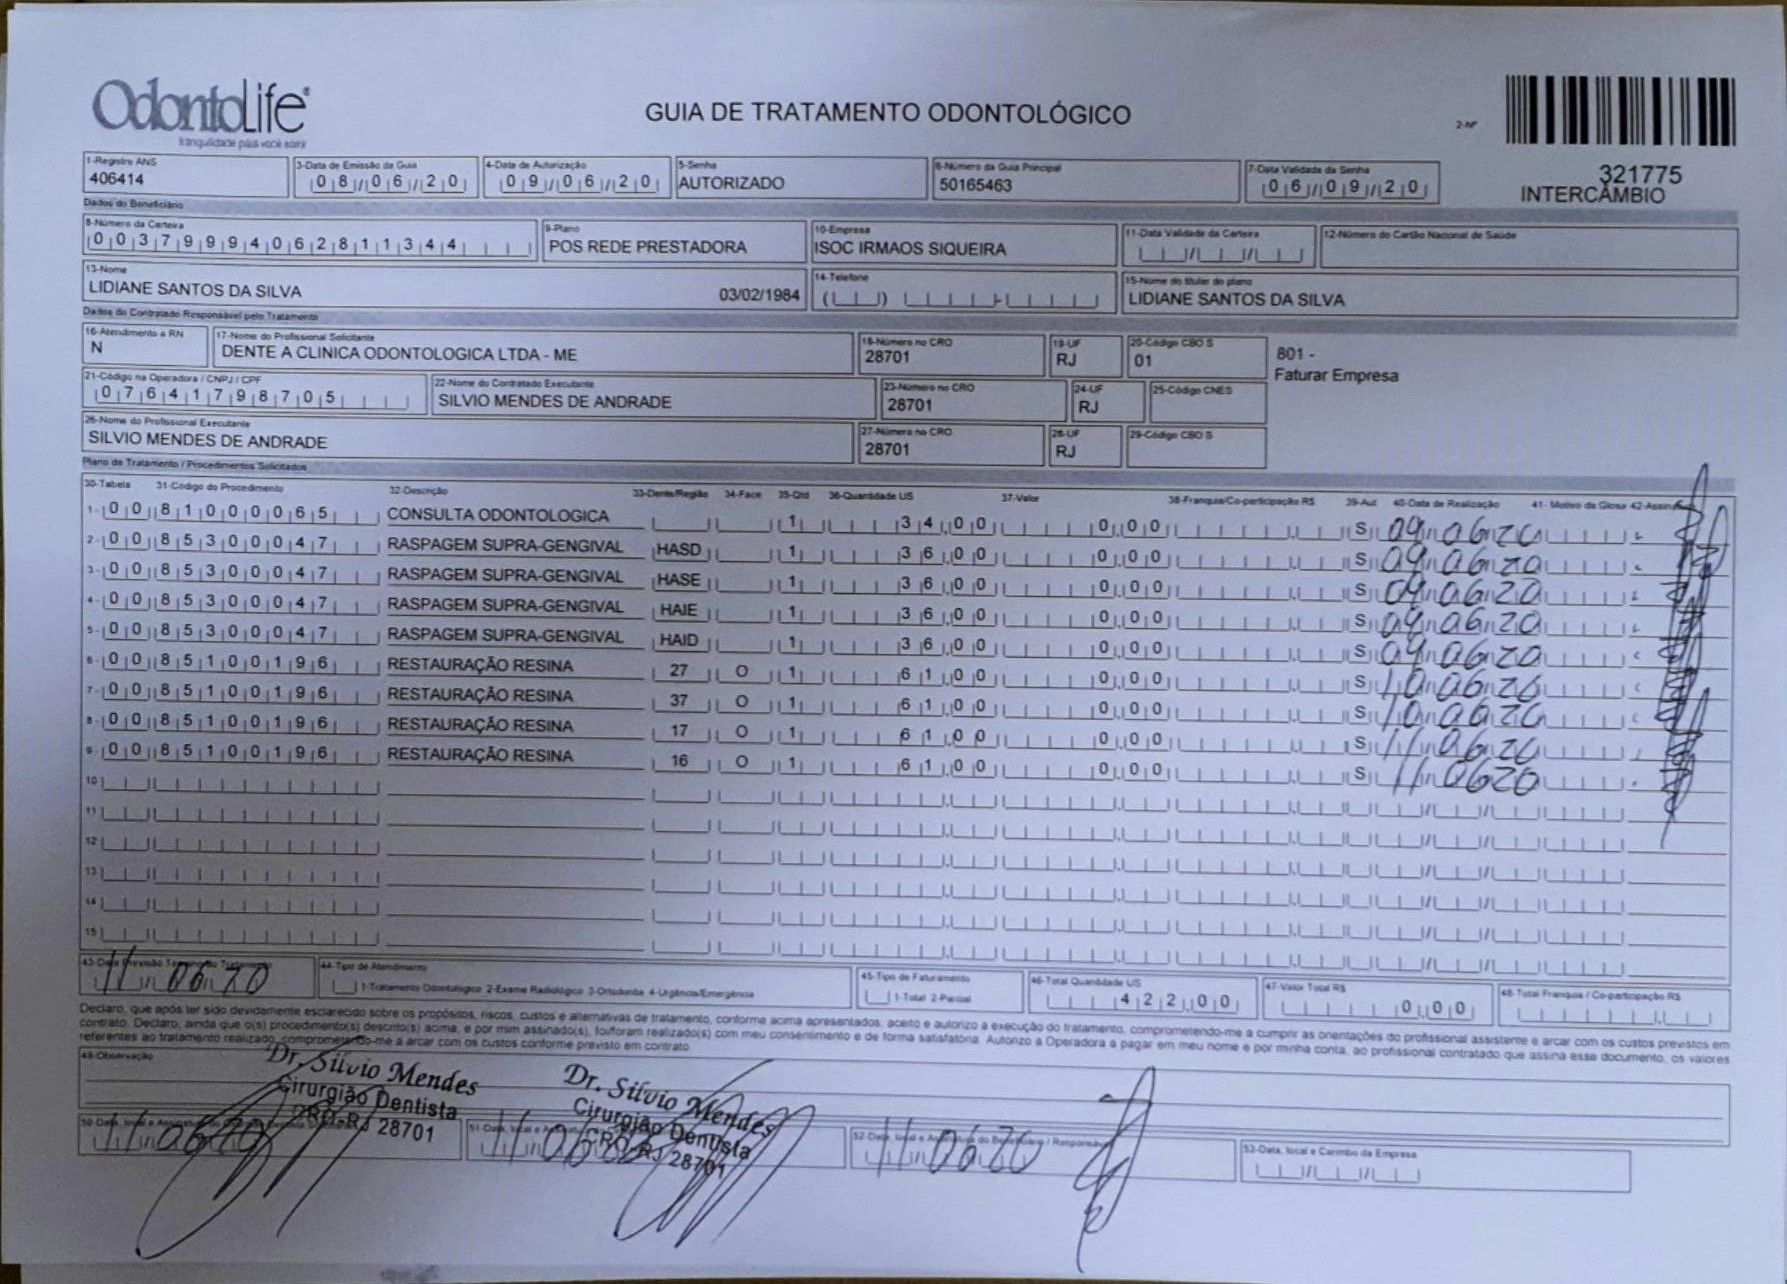 OdontoLife
tranquilidade para você sorrir
GUIA DE TRATAMENTO ODONTOLÓGICO
2-Nº
321775
INTERCÂMBIO
1-Registro ANS
406414
3-Data de Emissão da Guia
08/06/20
4-Data de Autorização
09/06/20
5-Senha
AUTORIZADO
6-Número da Guia Principal
50165463
7-Data Validade da Senha
06/09/20
Dados do Beneficiário
8-Número da Carteira
00379994062811344
9-Plano
POS REDE PRESTADORA
10-Empresa
ISOC IRMAOS SIQUEIRA
11-Data Validade da Carteira
12-Número do Cartão Nacional de Saúde
13-Nome
LIDIANE SANTOS DA SILVA 03/02/1984
14-Telefone
15-Nome do titular do plano
LIDIANE SANTOS DA SILVA
Dados do Contratado Responsável pelo Tratamento
16-Atendimento a RN
N
17-Nome do Profissional Solicitante
DENTE A CLINICA ODONTOLOGICA LTDA - ME
18-Número no CRO
28701
19-UF
RJ
20-Código CBO S
01
801 -
Faturar Empresa
21-Código na Operadora / CNPJ / CPF
07641798705
22-Nome do Contratado Executante
SILVIO MENDES DE ANDRADE
23-Número no CRO
28701
24-UF
RJ
25-Código CNES
26-Nome do Profissional Executante
SILVIO MENDES DE ANDRADE
27-Número no CRO
28701
28-UF
RJ
29-Código CBO S
Plano de Tratamento / Procedimentos Solicitados
30-Tabela 31-Código do Procedimento 32-Descrição 33-Dente/Região 34-Face 35-Qtd 36-Quantidade US 37-Valor 38-Franquia/Co-participação R$ 39-Aut 40-Data de Realização 41- Motivo da Glosa 42-Assinatura
1- 00 81000065 CONSULTA ODONTOLOGICA 1 34,00 0,00 S 09/06/20
2- 00 85300047 RASPAGEM SUPRA-GENGIVAL HASD 1 36,00 0,00 S 09/06/20
3- 00 85300047 RASPAGEM SUPRA-GENGIVAL HASE 1 36,00 0,00 S 09/06/20
4- 00 85300047 RASPAGEM SUPRA-GENGIVAL HAIE 1 36,00 0,00 S 09/06/20
5- 00 85300047 RASPAGEM SUPRA-GENGIVAL HAID 1 36,00 0,00 S 09/06/20
6- 00 85100196 RESTAURAÇÃO RESINA 27 O 1 61,00 0,00 S 10/06/20
7- 00 85100196 RESTAURAÇÃO RESINA 37 O 1 61,00 0,00 S 10/06/20
8- 00 85100196 RESTAURAÇÃO RESINA 17 O 1 61,00 0,00 S 11/06/20
9- 00 85100196 RESTAURAÇÃO RESINA 16 O 1 61,00 0,00 S 11/06/20
10
11
12
13
14
15
43-Data Previsão Término do Tratamento
11/06/20
44-Tipo de Atendimento
1-Tratamento Odontológico 2-Exame Radiológico 3-Ortodontia 4-Urgência/Emergência
45-Tipo de Faturamento
1-Total 2-Parcial
46-Total Quantidade US
422,00
47-Valor Total R$
0,00
48-Total Franquia / Co-participação R$
Declaro, que após ter sido devidamente esclarecido sobre os propósitos, riscos, custos e alternativas de tratamento, conforme acima apresentados, aceito e autorizo a execução do tratamento, comprometendo-me a cumprir as orientações do profissional assistente e arcar com os custos previstos em
contrato. Declaro, ainda que o(s) procedimento(s) descrito(s) acima, e por mim assinado(s), foi/foram realizado(s) com meu consentimento e de forma satisfatória. Autorizo a Operadora a pagar em meu nome e por minha conta, ao profissional contratado que assina esse documento, os valores
referentes ao tratamento realizado, comprometendo-me a arcar com os custos conforme previsto em contrato.
49-Observação
Dr. Silvio Mendes
Cirurgião Dentista
CRO-RJ 28701
Dr. Silvio Mendes
Cirurgião Dentista
CRO-RJ 28701
50-Data, local e Assinatura do
11/06/20
51-Data, local e
11/06/20
52-Data, local e Assinatura do Beneficiário / Responsável
11/06/20
53-Data, local e Carimbo da Empresa